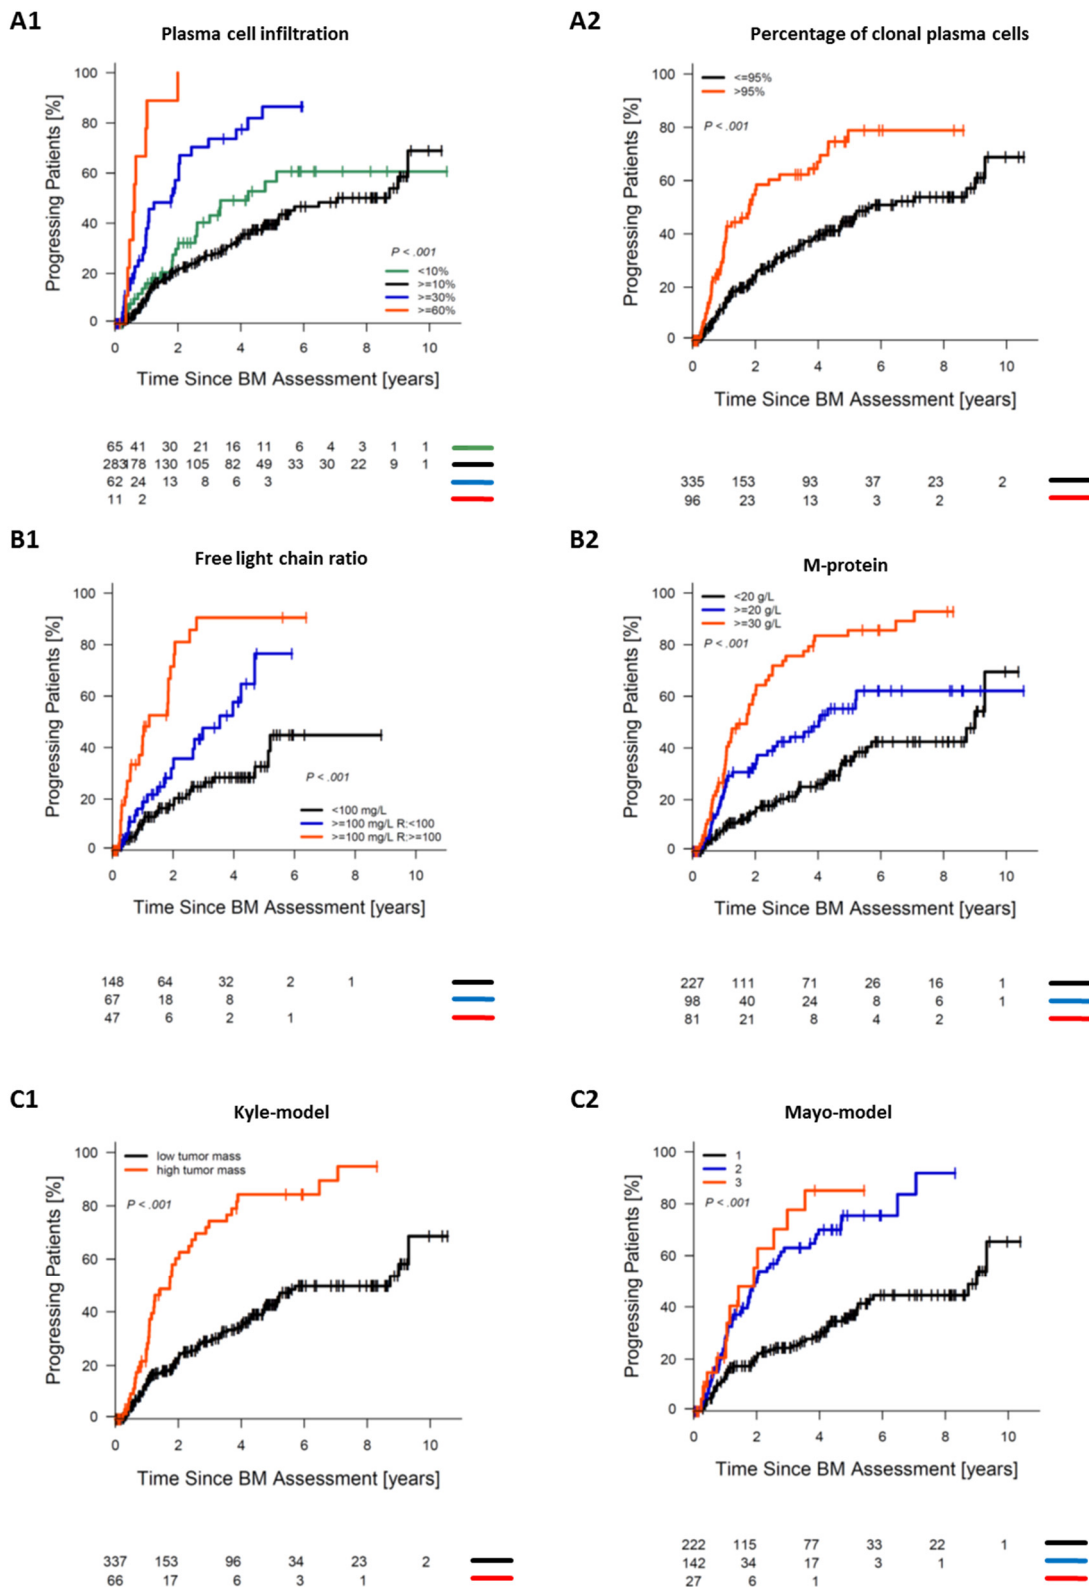 A1
Plasma cell infiltration
Progressing Patients [%]
100
80
60
40
20
0
P < .001
<10%
>=10%
>=30%
>=60%
0 2 4 6 8 10
Time Since BM Assessment [years]
65 41 30 21 16 11 6 4 3 1 1
283 178 130 105 82 49 33 30 22 9 1
62 24 13 8 6 3
11 2
A2
Percentage of clonal plasma cells
Progressing Patients [%]
100
80
60
40
20
0
<=95%
>95%
P < .001
0 2 4 6 8 10
Time Since BM Assessment [years]
335 153 93 37 23 2
96 23 13 3 2
B1
Free light chain ratio
Progressing Patients [%]
100
80
60
40
20
0
P < .001
<100 mg/L
>=100 mg/L R:<100
>=100 mg/L R:>=100
0 2 4 6 8 10
Time Since BM Assessment [years]
148 64 32 2 1
67 18 8
47 6 2 1
B2
M-protein
Progressing Patients [%]
100
80
60
40
20
0
<20 g/L
>=20 g/L
>=30 g/L
P < .001
0 2 4 6 8 10
Time Since BM Assessment [years]
227 111 71 26 16 1
98 40 24 8 6 1
81 21 8 4 2
C1
Kyle-model
Progressing Patients [%]
100
80
60
40
20
0
low tumor mass
high tumor mass
P < .001
0 2 4 6 8 10
Time Since BM Assessment [years]
337 153 96 34 23 2
66 17 6 3 1
C2
Mayo-model
Progressing Patients [%]
100
80
60
40
20
0
1
2
3
P < .001
0 2 4 6 8 10
Time Since BM Assessment [years]
222 115 77 33 22 1
142 34 17 3 1
27 6 1